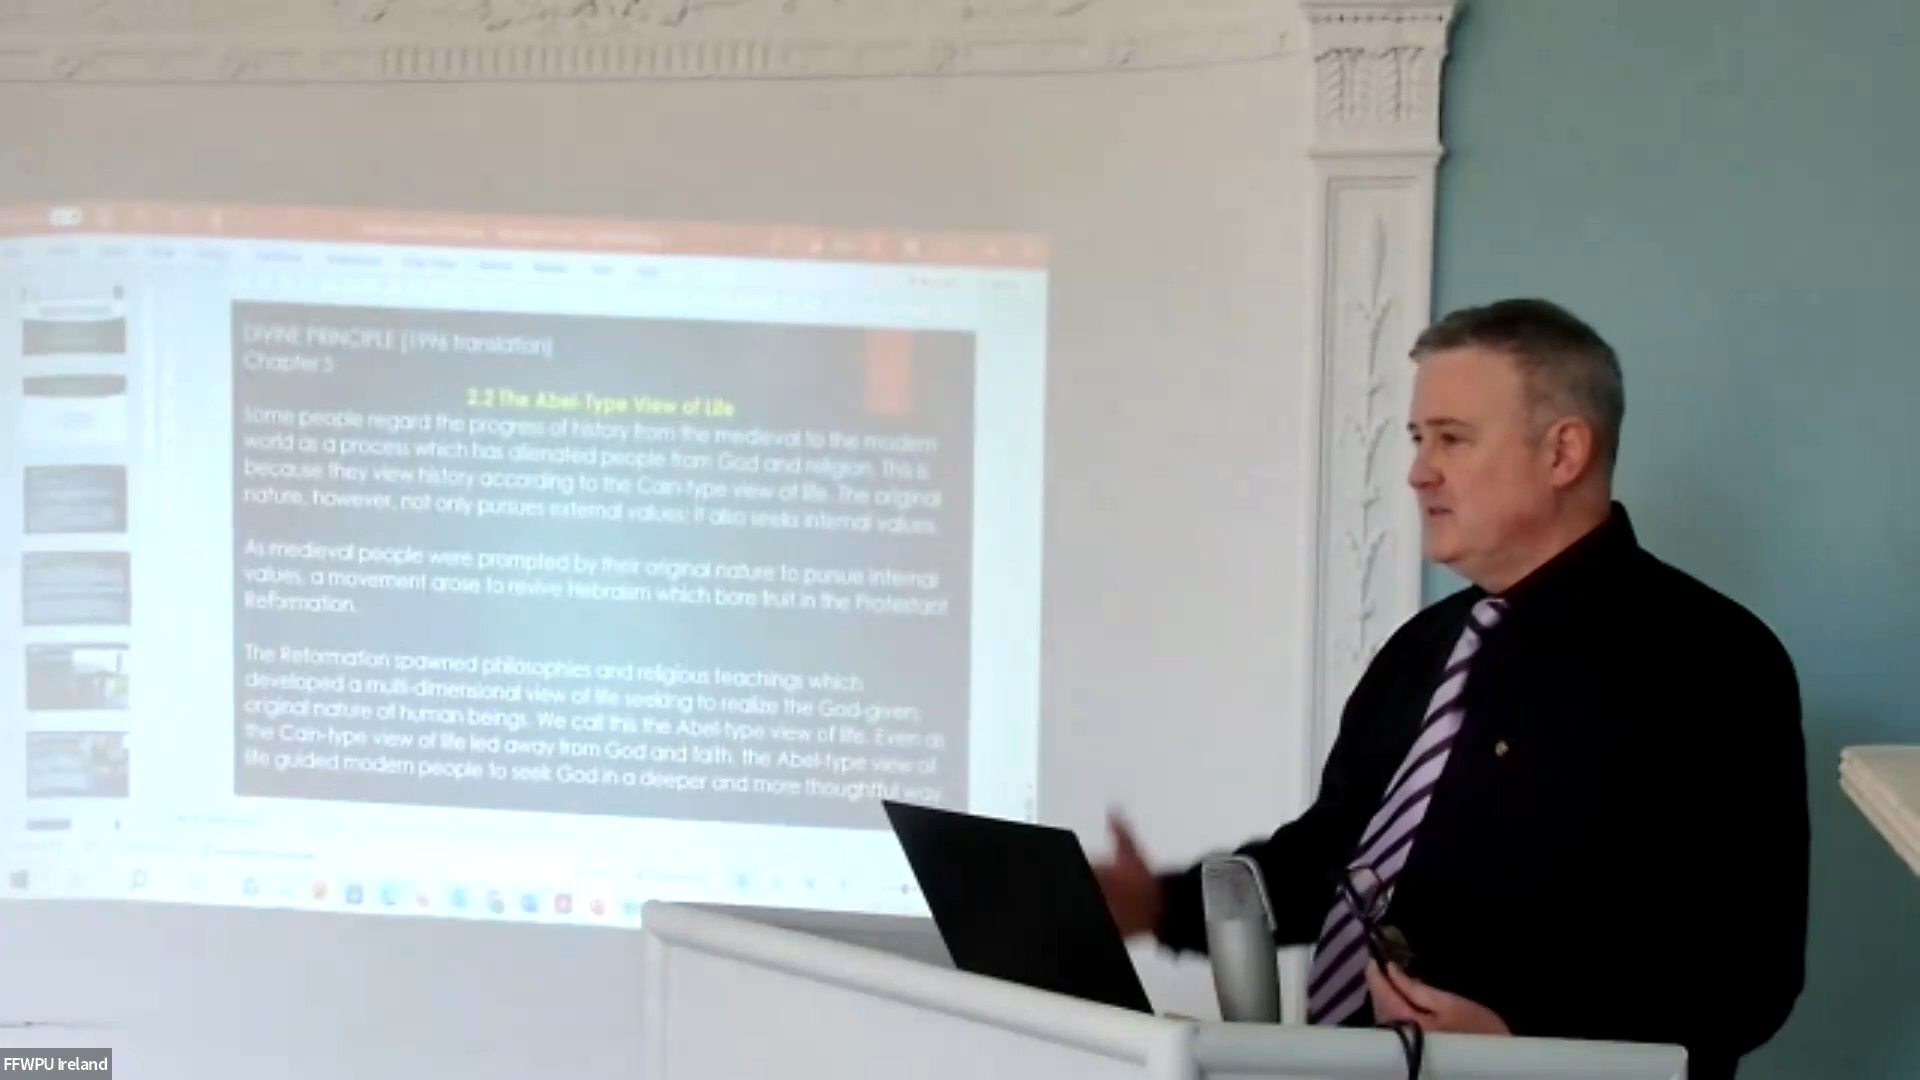 DIVINE PRINCIPLE [1996 translation]
Chapter 5
2.2 The Abel-Type View of Life
Some people regard the progress of history from the medieval to the modern
world as a process which has alienated people from God and religion. This is
because they view history according to the Cain-type view of life. The original
nature, however, not only pursues external values; it also seeks internal values.
As medieval people were prompted by their original nature to pursue internal
values, a movement arose to revive Hebraism which bore fruit in the Protestant
Reformation.
The Reformation spawned philosophies and religious teachings which
developed a multi-dimensional view of life seeking to realize the God-given,
original nature of human beings. We call this the Abel-type view of life. Even as
the Cain-type view of life led away from God and faith, the Abel-type view of
life guided modern people to seek God in a deeper and more thoughtful way
FFWPU Ireland